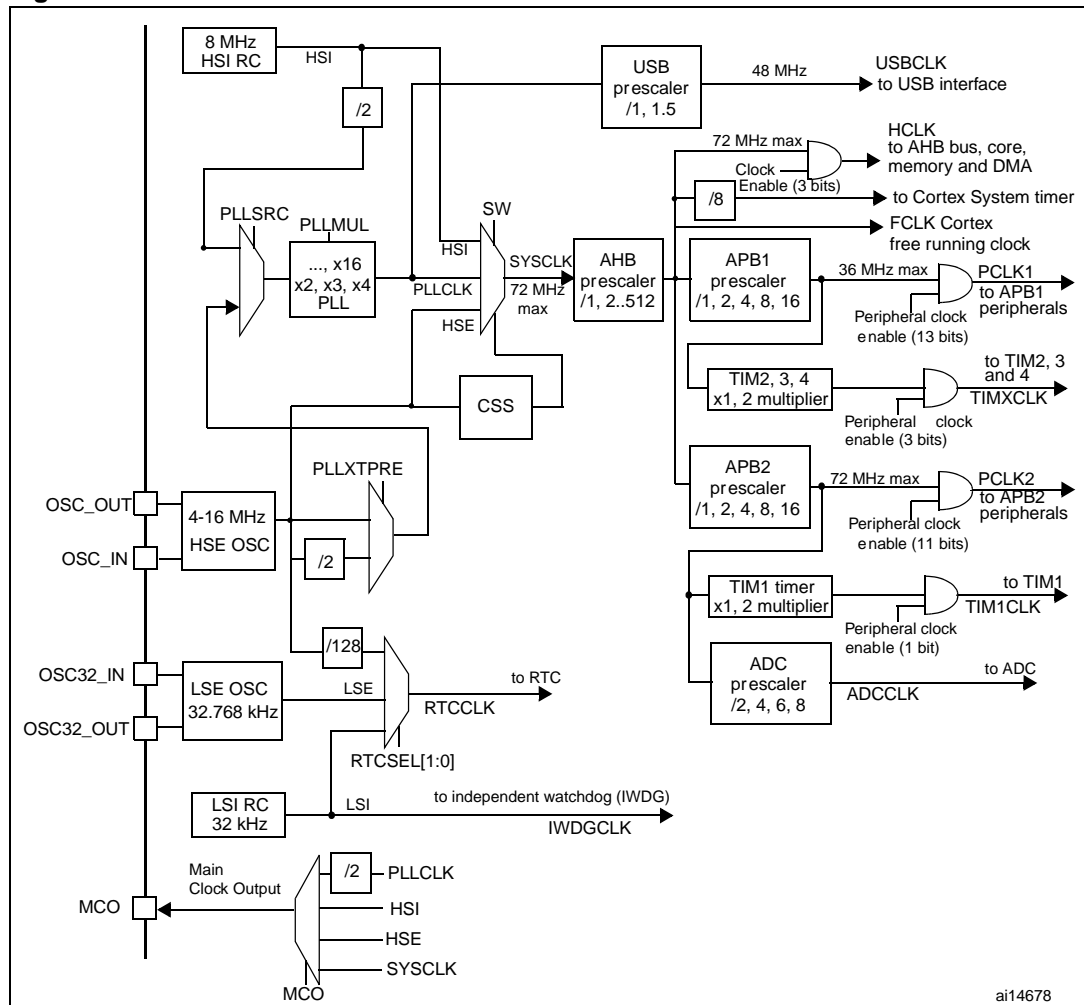 8 MHz
HSI RC
HSI
/2
USB
prescaler
/1, 1.5
48 MHz
USBCLK
to USB interface
HCLK
to AHB bus, core,
memory and DMA
72 MHz max
Clock
Enable (3 bits)
/8
to Cortex System timer
FCLK Cortex
free running clock
PLLSRC
PLLMUL
..., x16
x2, x3, x4
PLL
SW
HSI
PLLCLK
HSE
SYSCLK
72 MHz
max
AHB
prescaler
/1, 2..512
APB1
prescaler
/1, 2, 4, 8, 16
36 MHz max
PCLK1
to APB1
peripherals
Peripheral clock
enable (13 bits)
TIM2, 3, 4
x1, 2 multiplier
to TIM2, 3
and 4
TIMXCLK
Peripheral clock
enable (3 bits)
CSS
PLLXTPRE
OSC_OUT
OSC_IN
4-16 MHz
HSE OSC
/2
APB2
prescaler
/1, 2, 4, 8, 16
72 MHz max
PCLK2
to APB2
peripherals
Peripheral clock
enable (11 bits)
TIM1 timer
x1, 2 multiplier
to TIM1
TIM1CLK
Peripheral clock
enable (1 bit)
ADC
prescaler
/2, 4, 6, 8
to ADC
ADCCLK
/128
OSC32_IN
OSC32_OUT
LSE OSC
32.768 kHz
LSE
to RTC
RTCCLK
RTCSEL[1:0]
LSI RC
32 kHz
LSI
to independent watchdog (IWDG)
IWDGCLK
Main
Clock Output
MCO
/2
PLLCLK
HSI
HSE
SYSCLK
MCO
ai14678